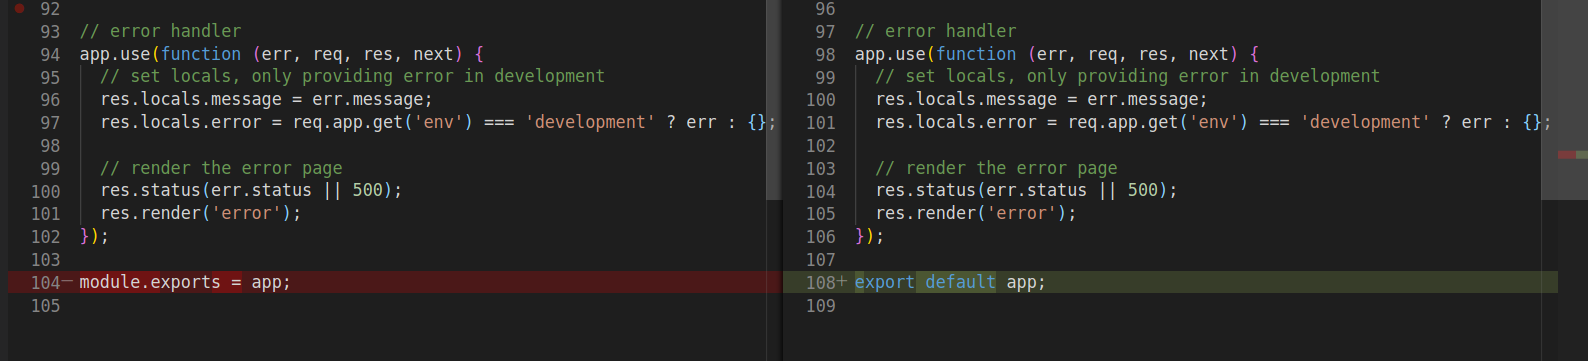 92
93 // error handler
94 app.use(function (err, req, res, next) {
95 // set locals, only providing error in development
96 res.locals.message = err.message;
97 res.locals.error = req.app.get('env') === 'development' ? err : {};
98
99 // render the error page
100 res.status(err.status || 500);
101 res.render('error');
102 });
103
104— module.exports = app;
105
96
97 // error handler
98 app.use(function (err, req, res, next) {
99 // set locals, only providing error in development
100 res.locals.message = err.message;
101 res.locals.error = req.app.get('env') === 'development' ? err : {};
102
103 // render the error page
104 res.status(err.status || 500);
105 res.render('error');
106 });
107
108+ export default app;
109